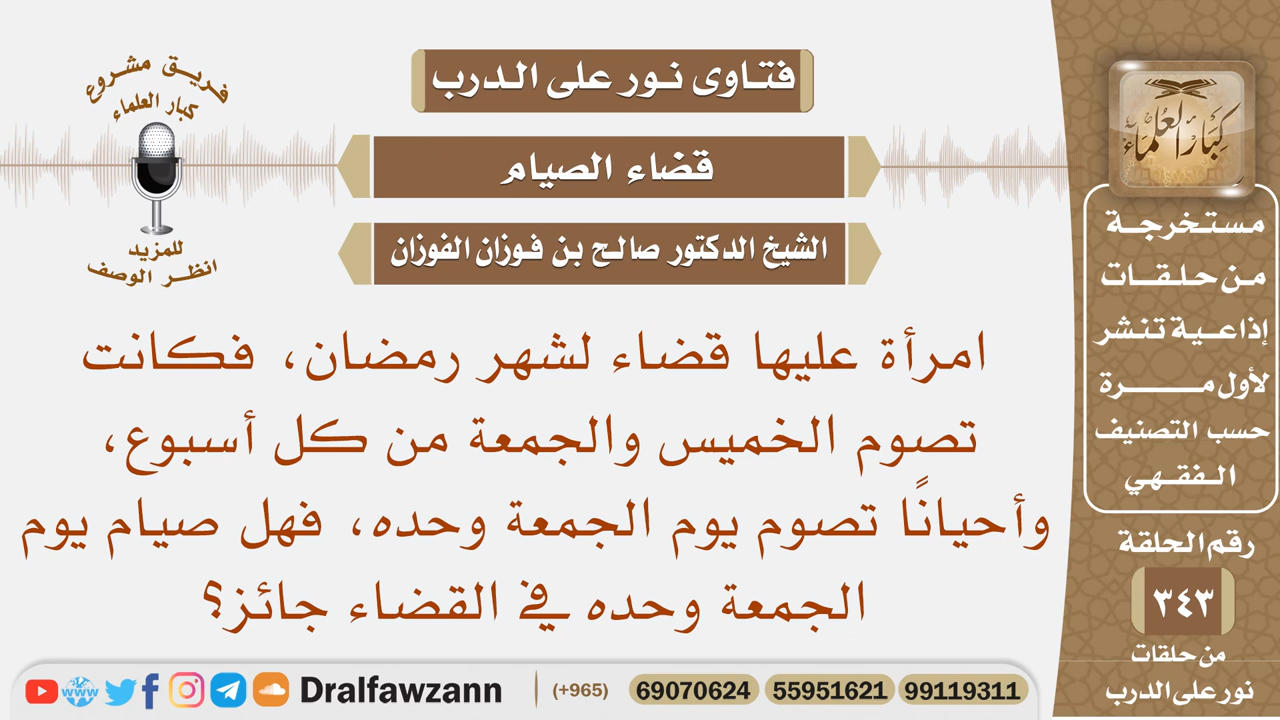 فتاوى نور على الدرب
قضاء الصيام
الشيخ الدكتور صالح بن فوزان الفوزان
امرأة عليها قضاء لشهر رمضان، فكانت
تصوم الخميس والجمعة من كل أسبوع،
وأحيانًا تصوم يوم الجمعة وحده، فهل صيام يوم
الجمعة وحده في القضاء جائز؟
فريق مشروع
كبار العلماء
للمزيد
انظر الوصف
كبار العلماء
مستخرجة
من حلقات
إذاعية تنشر
لأول مرة
حسب التصنيف
الفقهي
رقم الحلقة
٣٤٣
من حلقات
نور على الدرب
www
Dralfawzann
(+965) 69070624 55951621 99119311